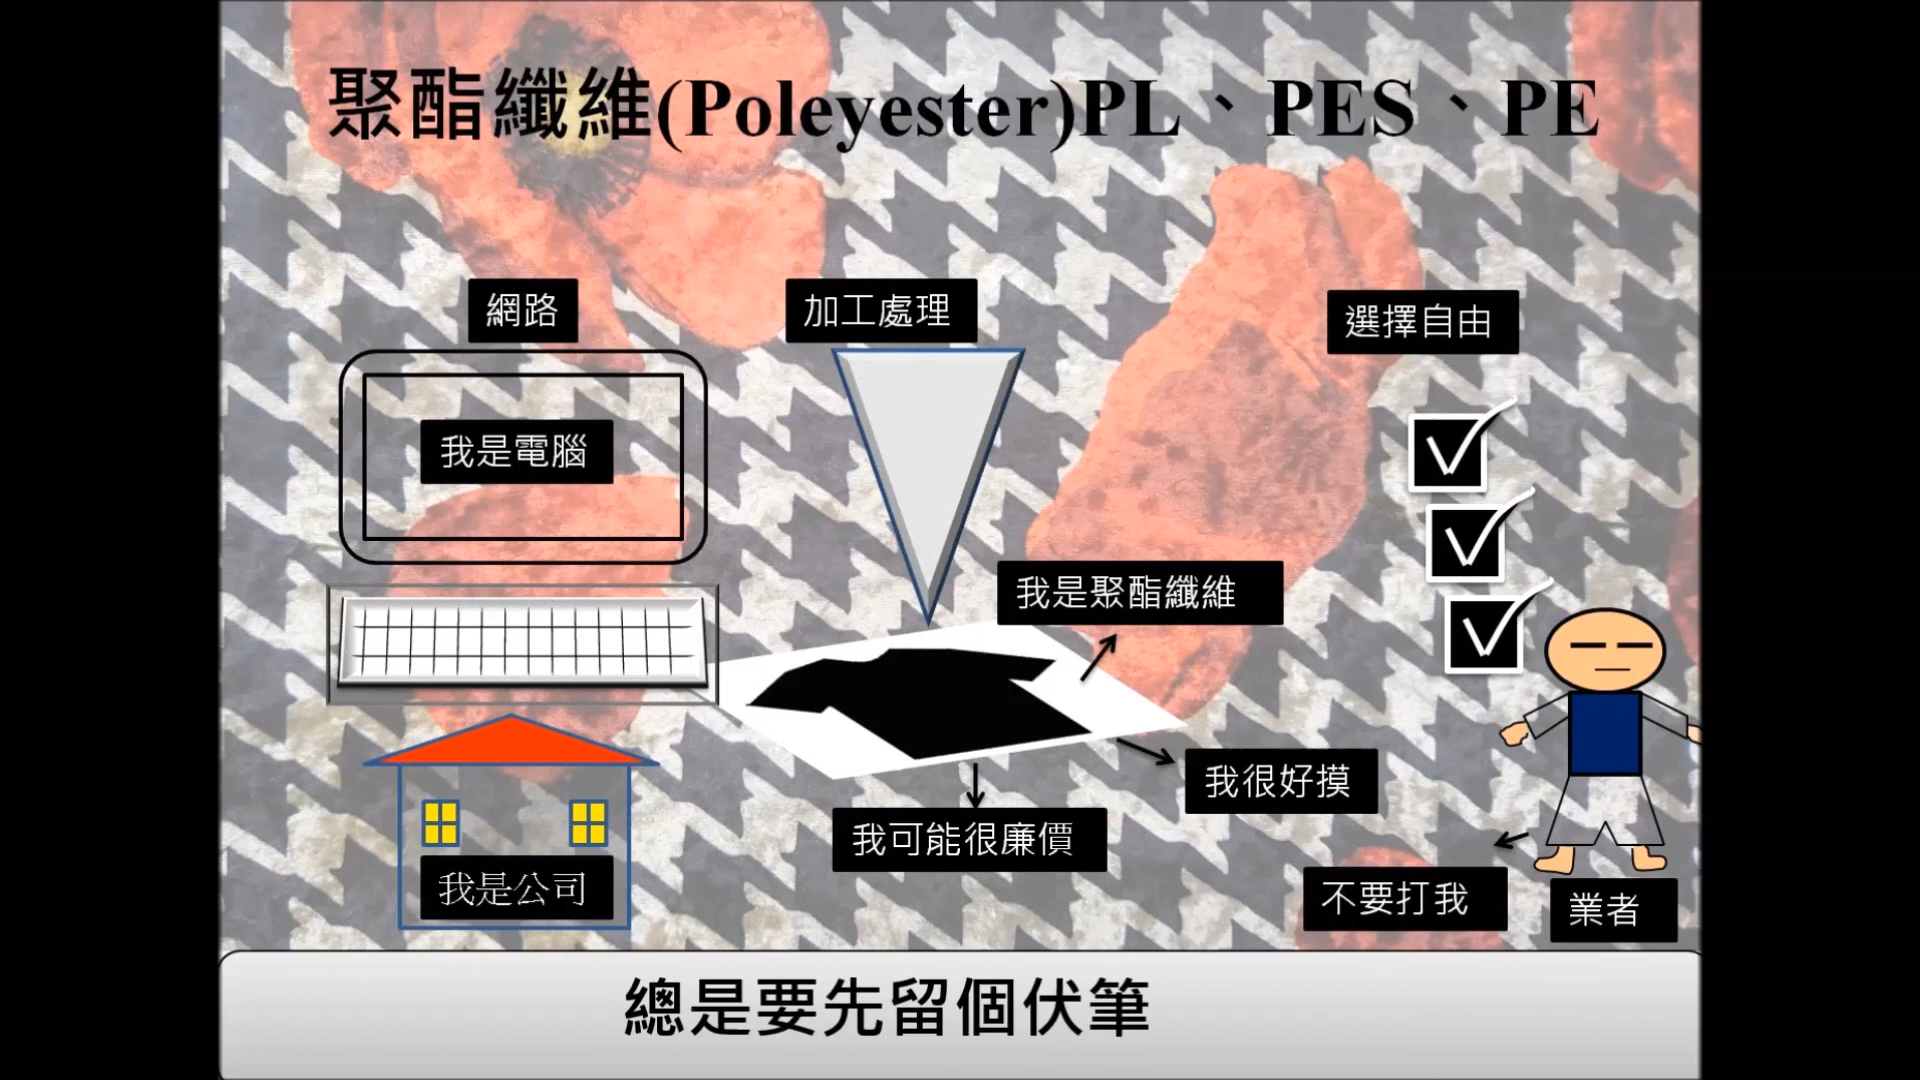 聚酯纖維(Poleyester)PL、PES、PE
網路
加工處理
選擇自由
我是電腦
我是聚酯纖維
我很好摸
我可能很廉價
我是公司
不要打我
業者
總是要先留個伏筆